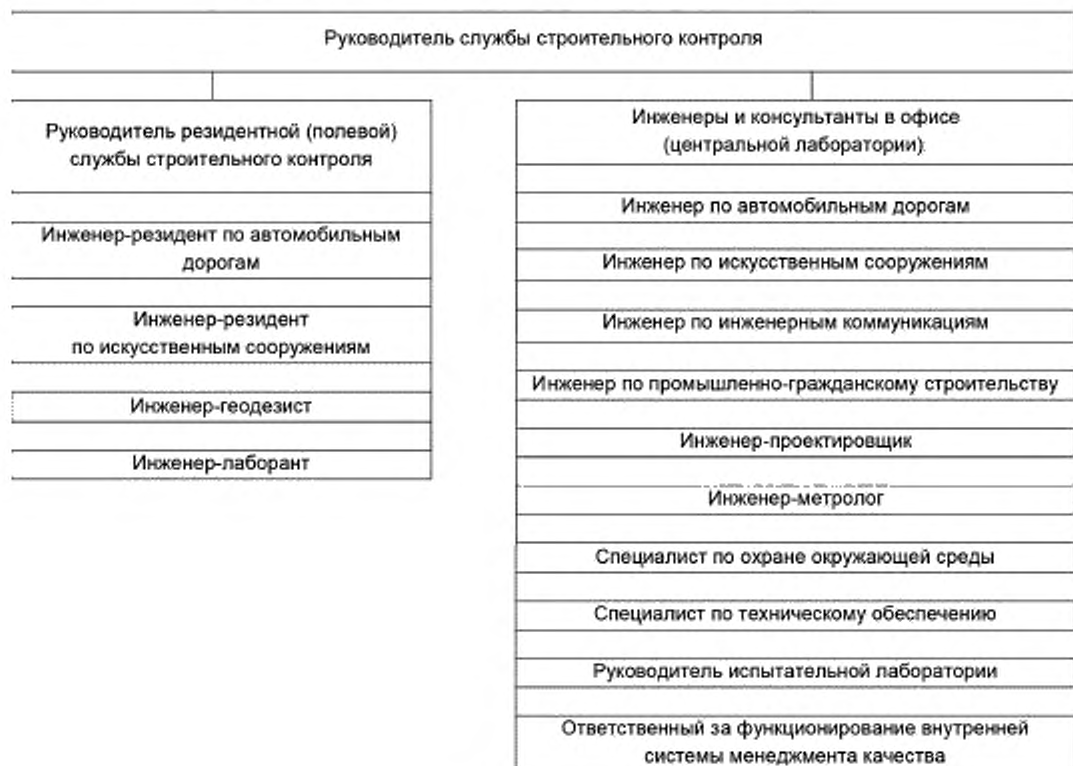 Руководитель службы строительного контроля
Руководитель резидентной (полевой)
службы строительного контроля
Инженер-резидент по автомобильным
дорогам
Инженер-резидент
по искусственным сооружениям
Инженер-геодезист
Инженер-лаборант
Инженеры и консультанты в офисе
(центральной лаборатории):
Инженер по автомобильным дорогам
Инженер по искусственным сооружениям
Инженер по инженерным коммуникациям
Инженер по промышленно-гражданскому строительству
Инженер-проектировщик
Инженер-метролог
Специалист по охране окружающей среды
Специалист по техническому обеспечению
Руководитель испытательной лаборатории
Ответственный за функционирование внутренней
системы менеджмента качества